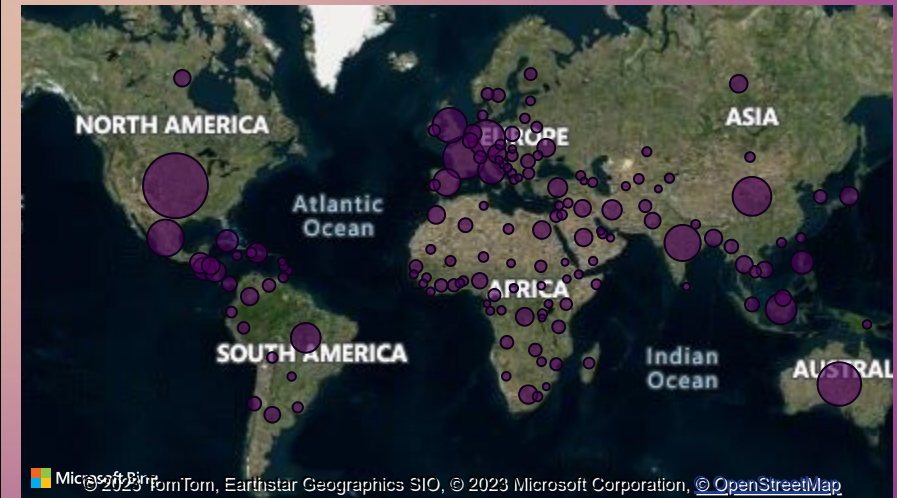 ASIA
NORTH AMERICA
EUROPE
Atlantic
Ocean
AFRICA
SOUTH AMERICA
Indian
Ocean
AUSTRAL
Microsoft Bing
© 2023 TomTom, Earthstar Geographics SIO, © 2023 Microsoft Corporation, © OpenStreetMap